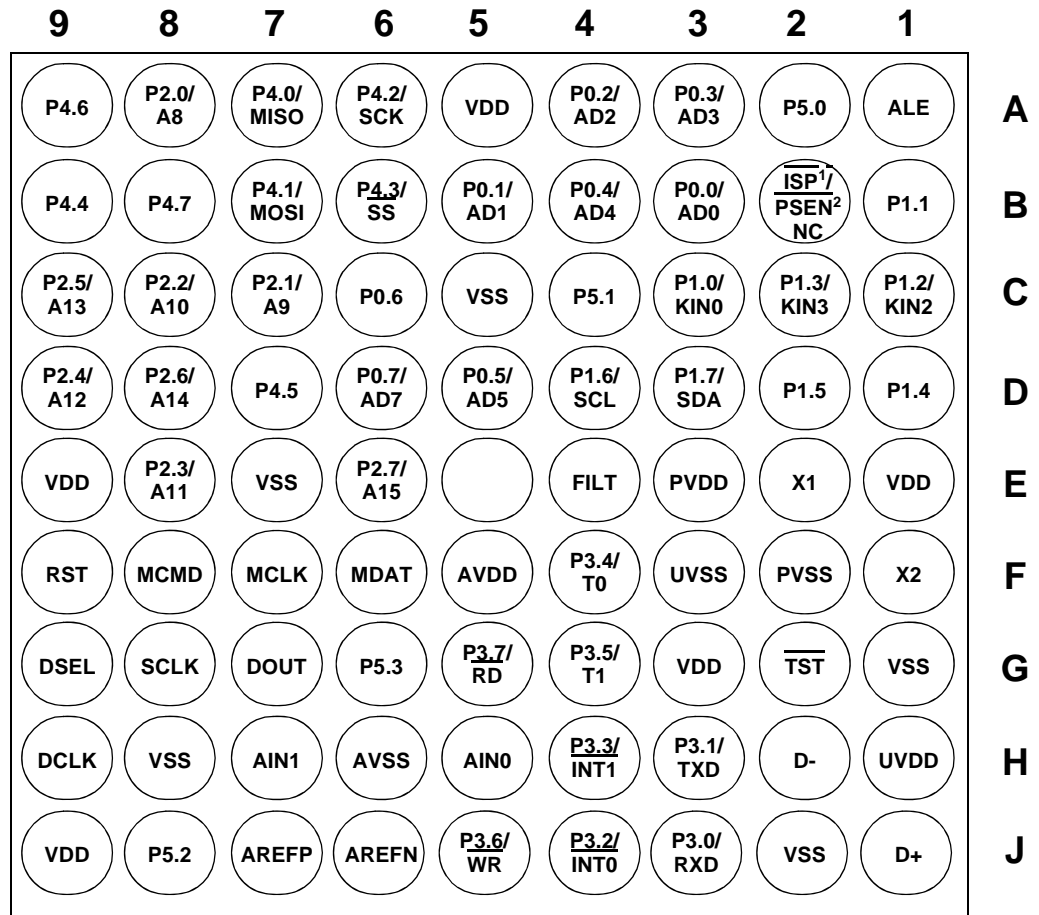 9 8 7 6 5 4 3 2 1
P4.6 P2.0/ P4.0/ P4.2/ VDD P0.2/ P0.3/ P5.0 ALE A
A8 MISO SCK AD2 AD3
P4.4 P4.7 P4.1/ P4.3/ P0.1/ P0.4/ P0.0/ ISP¹/ P1.1 B
MOSI SS AD1 AD4 AD0 PSEN²
NC
P2.5/ P2.2/ P2.1/ P0.6 VSS P5.1 P1.0/ P1.3/ P1.2/ C
A13 A10 A9 KIN0 KIN3 KIN2
P2.4/ P2.6/ P4.5 P0.7/ P0.5/ P1.6/ P1.7/ P1.5 P1.4 D
A12 A14 AD7 AD5 SCL SDA
VDD P2.3/ VSS P2.7/ FILT PVDD X1 VDD E
A11 A15
RST MCMD MCLK MDAT AVDD P3.4/ UVSS PVSS X2 F
T0
DSEL SCLK DOUT P5.3 P3.7/ P3.5/ VDD TST VSS G
RD T1
DCLK VSS AIN1 AVSS AIN0 P3.3/ P3.1/ D- UVDD H
INT1 TXD
VDD P5.2 AREFP AREFN P3.6/ P3.2/ P3.0/ VSS D+ J
WR INT0 RXD